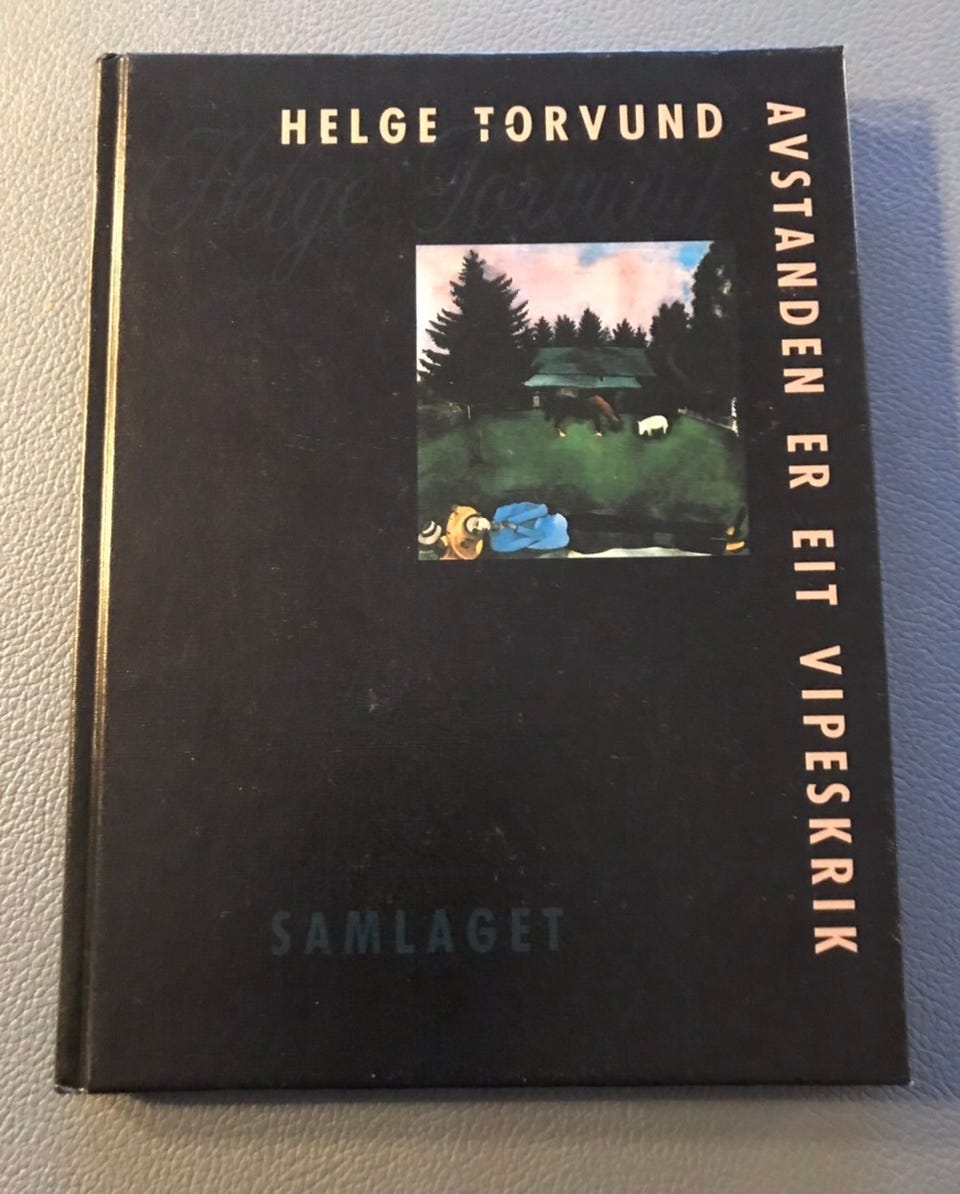 HELGE TORVUND
Helge Torvund
AVSTANDEN ER EIT VIPESKRIK
SAMLAGET